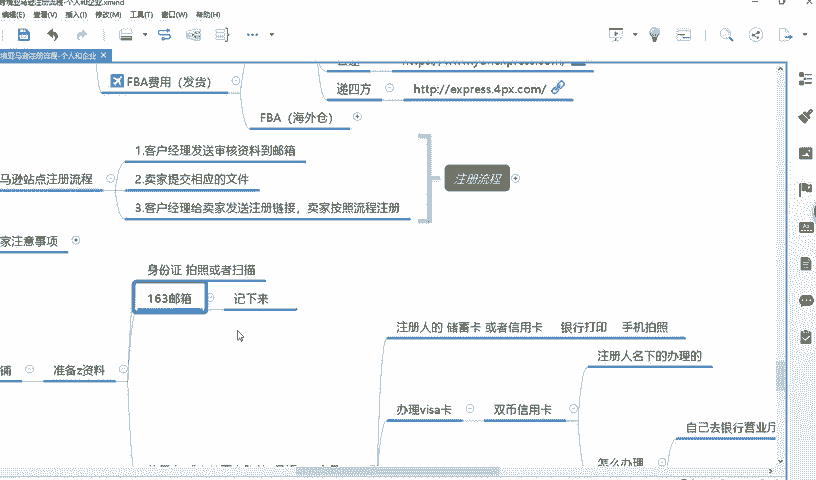 境亚马逊注册的流程-个人和企业.xmind
编辑(E) 查看(V) 插入(I) 修改(M) 工具(T) 窗口(W) 帮助(H)
境亚马逊注册的流程-个人和企业
FBA费用（发货）
递四方
http://express.4px.com/
FBA（海外仓）
1.客户经理发送审核资料到邮箱
马逊站点注册流程
2.卖家提交相应的文件
注册流程
3.客户经理给卖家发送注册链接，卖家按照流程注册
家注意事项
身份证 拍照或者扫描
163邮箱
记下来
注册人的 储蓄卡 或者信用卡 银行打印 手机拍照
注册人名下的办理的
铺
准备z资料
办理visa卡
双币信用卡
自己去银行营业厅
怎么办理